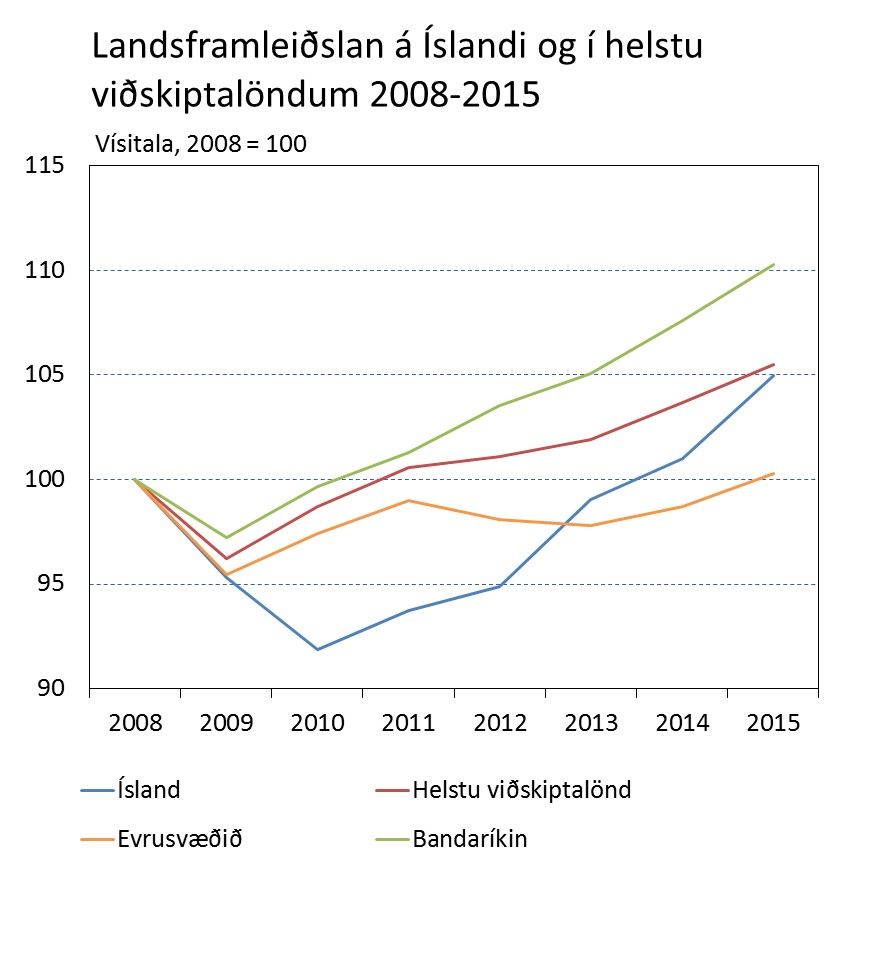 Landsframleiðslan á Íslandi og í helstu
viðskiptalöndum 2008-2015
Vísitala, 2008 = 100
115
110
105
100
95
90
2008 2009 2010 2011 2012 2013 2014 2015
Ísland Helstu viðskiptalönd
Evrusvæðið Bandaríkin